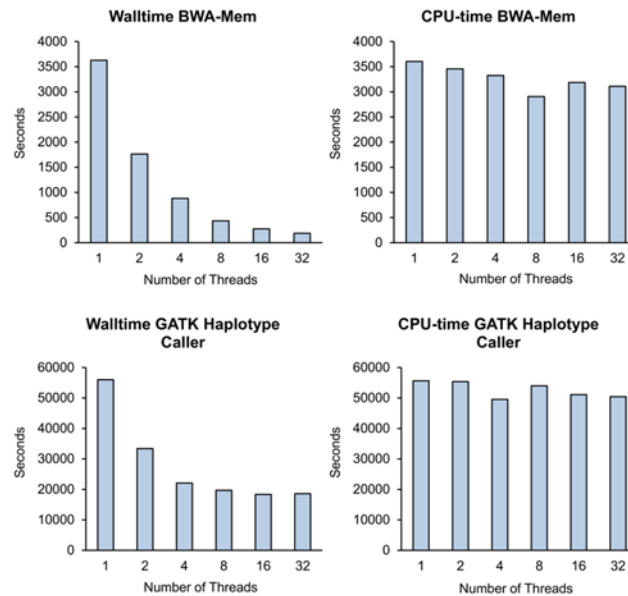 Walltime BWA-Mem
4000
3500
3000
2500
2000
1500
1000
500
0
Seconds
1 2 4 8 16 32
Number of Threads
CPU-time BWA-Mem
4000
3500
3000
2500
2000
1500
1000
500
0
Seconds
1 2 4 8 16 32
Number of Threads
Walltime GATK Haplotype
Caller
60000
50000
40000
30000
20000
10000
0
Seconds
1 2 4 8 16 32
Number of Threads
CPU-time GATK Haplotype
Caller
60000
50000
40000
30000
20000
10000
0
Seconds
1 2 4 8 16 32
Number of Threads